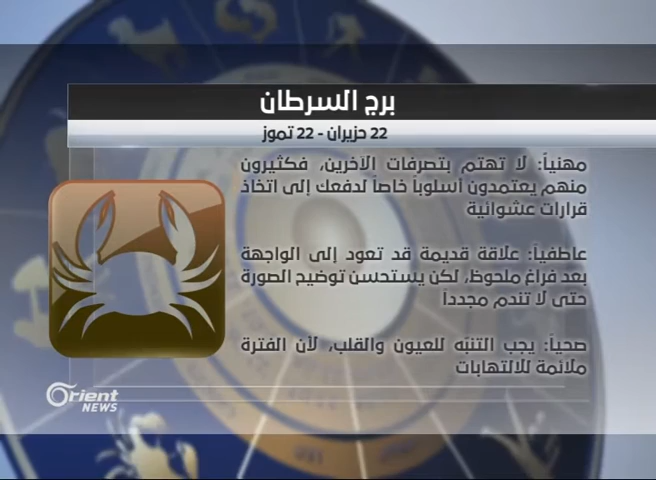 برج السرطان
22 حزيران - 22 تموز
مهنياً: لا تهتم بتصرفات الآخرين، فكثيرون
منهم يعتمدون أسلوباً خاصاً لدفعك إلى اتخاذ
قرارات عشوائية
عاطفياً: علاقة قديمة قد تعود إلى الواجهة
بعد فراغ ملحوظ، لكن يستحسن توضيح الصورة
حتى لا تندم مجدداً
صحياً: يجب التنبّه للعيون والقلب، لأن الفترة
ملائمة للالتهابات
Orient
NEWS